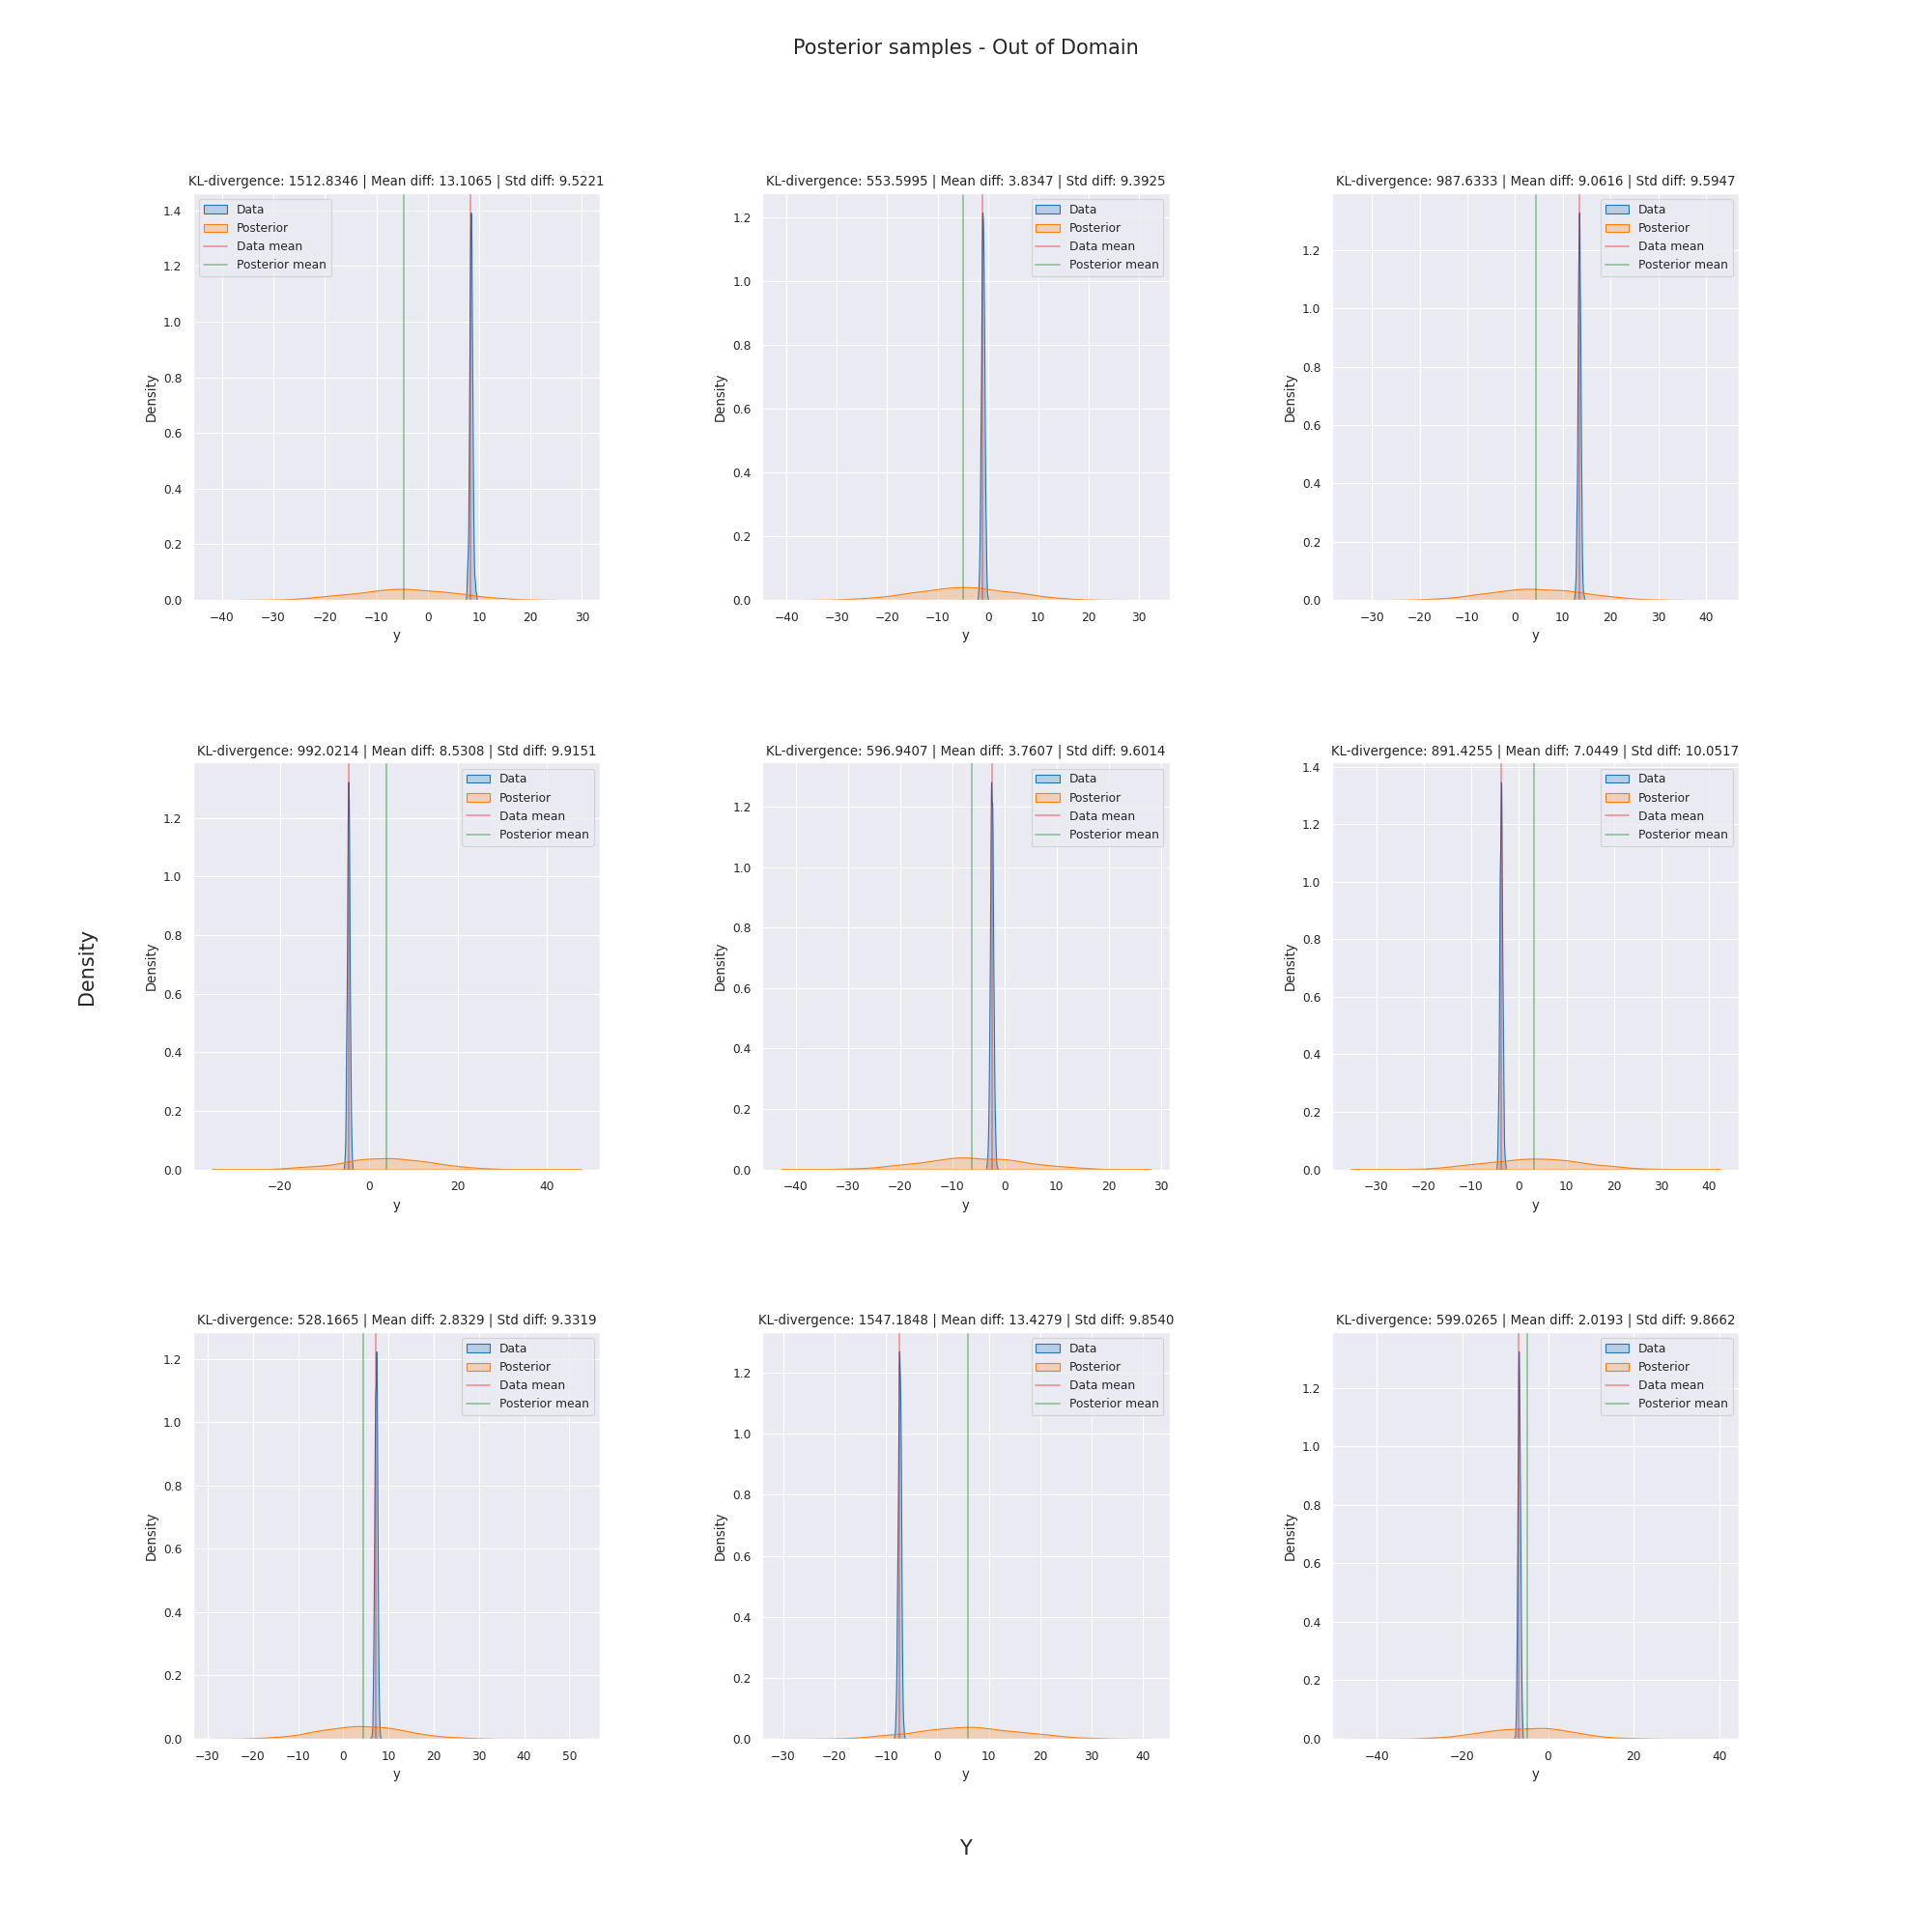 Posterior samples - Out of Domain
KL-divergence: 1512.8346 | Mean diff: 13.1065 | Std diff: 9.5221
Data
Posterior
Data mean
Posterior mean
1.4
1.2
1.0
0.8
0.6
0.4
0.2
0.0
Density
−40 −30 −20 −10 0 10 20 30
y
KL-divergence: 553.5995 | Mean diff: 3.8347 | Std diff: 9.3925
Data
Posterior
Data mean
Posterior mean
1.2
1.0
0.8
0.6
0.4
0.2
0.0
Density
−40 −30 −20 −10 0 10 20 30
y
KL-divergence: 987.6333 | Mean diff: 9.0616 | Std diff: 9.5947
Data
Posterior
Data mean
Posterior mean
1.2
1.0
0.8
0.6
0.4
0.2
0.0
Density
−30 −20 −10 0 10 20 30 40
y
KL-divergence: 992.0214 | Mean diff: 8.5308 | Std diff: 9.9151
Data
Posterior
Data mean
Posterior mean
1.2
1.0
0.8
0.6
0.4
0.2
0.0
Density
−20 0 20 40
y
KL-divergence: 596.9407 | Mean diff: 3.7607 | Std diff: 9.6014
Data
Posterior
Data mean
Posterior mean
1.2
1.0
0.8
0.6
0.4
0.2
0.0
Density
−40 −30 −20 −10 0 10 20 30
y
KL-divergence: 891.4255 | Mean diff: 7.0449 | Std diff: 10.0517
Data
Posterior
Data mean
Posterior mean
1.4
1.2
1.0
0.8
0.6
0.4
0.2
0.0
Density
−30 −20 −10 0 10 20 30 40
y
Density
KL-divergence: 528.1665 | Mean diff: 2.8329 | Std diff: 9.3319
Data
Posterior
Data mean
Posterior mean
1.2
1.0
0.8
0.6
0.4
0.2
0.0
Density
−30 −20 −10 0 10 20 30 40 50
y
KL-divergence: 1547.1848 | Mean diff: 13.4279 | Std diff: 9.8540
Data
Posterior
Data mean
Posterior mean
1.2
1.0
0.8
0.6
0.4
0.2
0.0
Density
−30 −20 −10 0 10 20 30 40
y
KL-divergence: 599.0265 | Mean diff: 2.0193 | Std diff: 9.8662
Data
Posterior
Data mean
Posterior mean
1.2
1.0
0.8
0.6
0.4
0.2
0.0
Density
−40 −20 0 20 40
y
Y